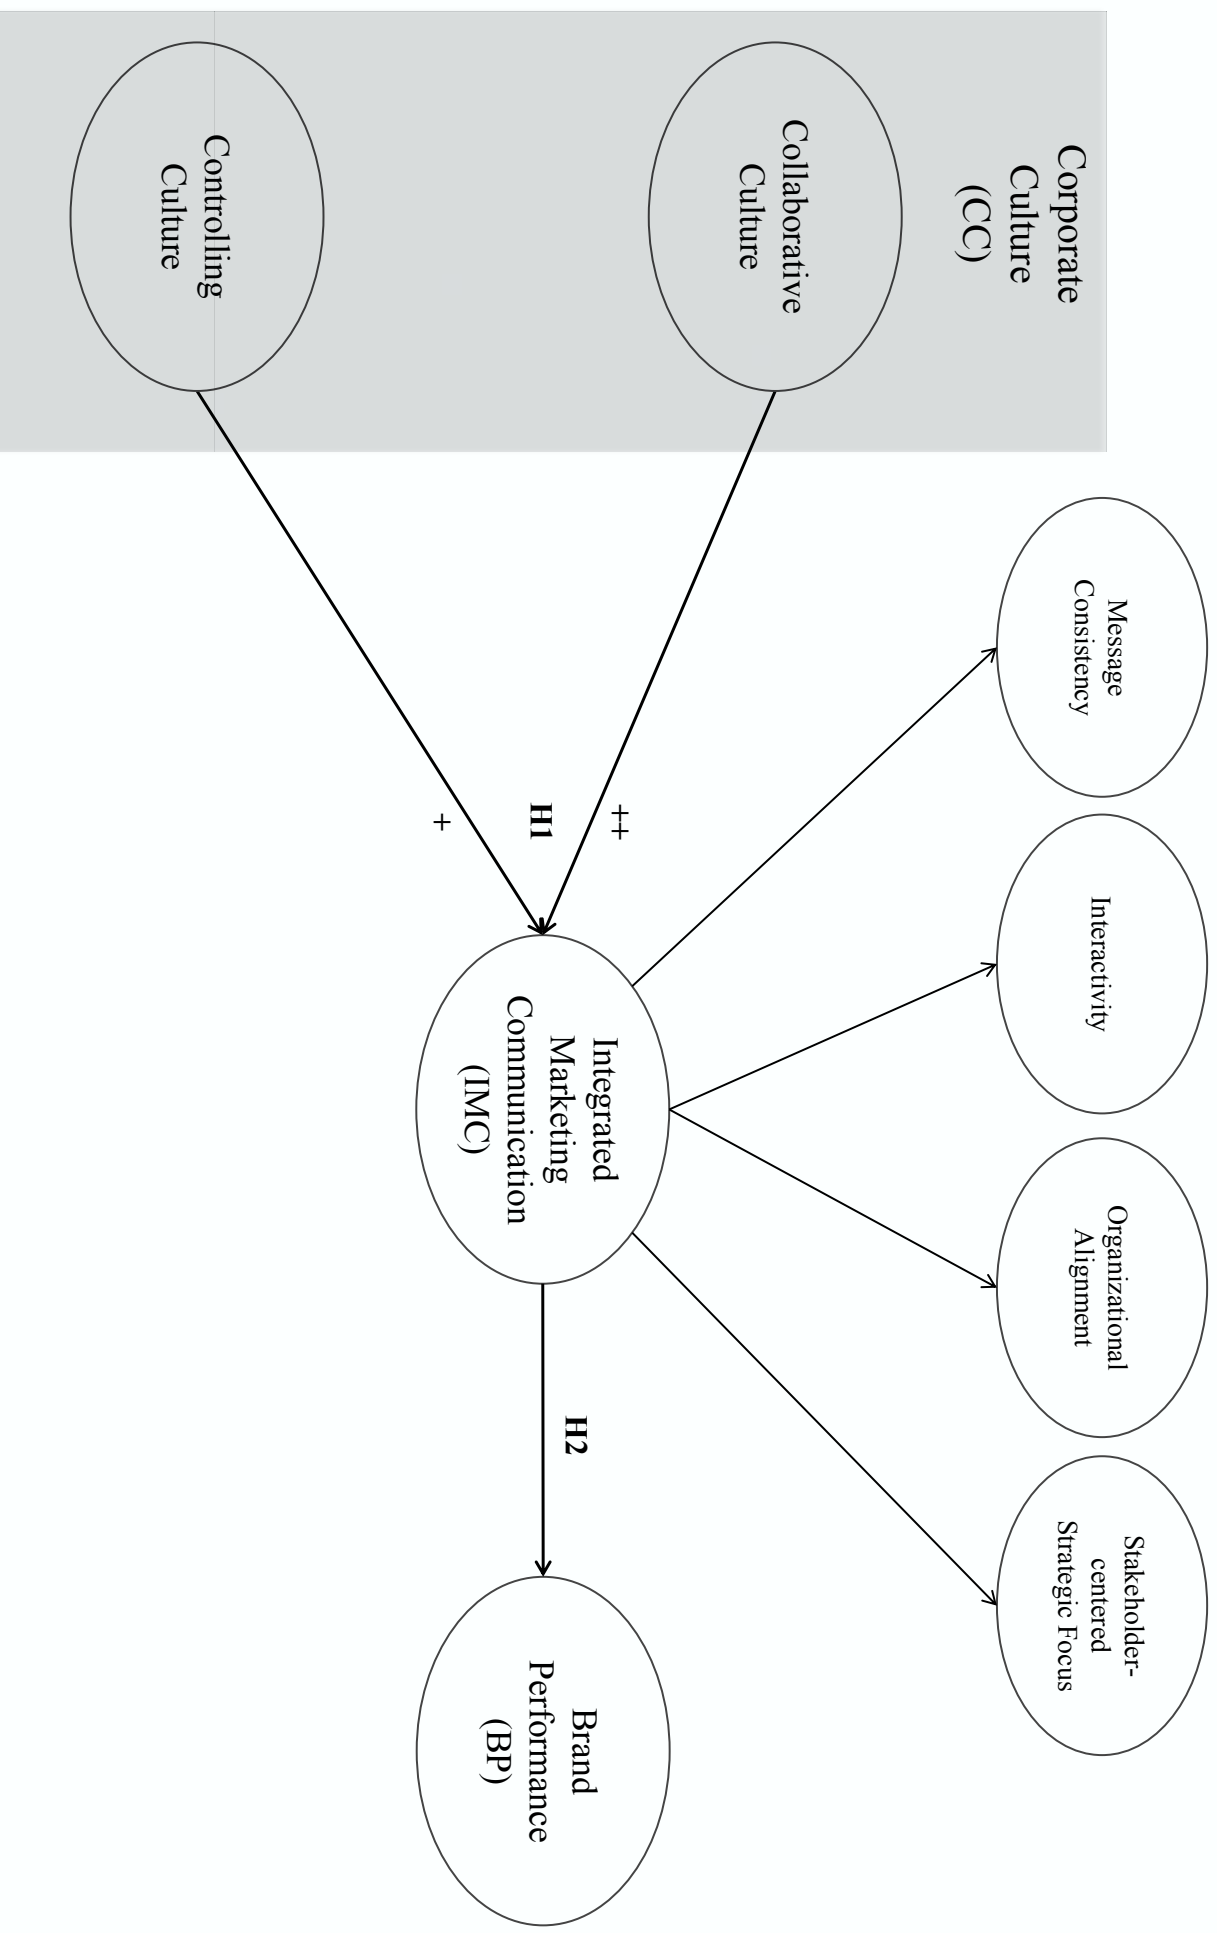 Message
Consistency
Interactivity
Organizational
Alignment
Stakeholder-
centered
Strategic Focus
Corporate
Culture
(CC)
Collaborative
Culture
++
H1
+
Integrated
Marketing
Communication
(IMC)
H2
Brand
Performance
(BP)
Controlling
Culture